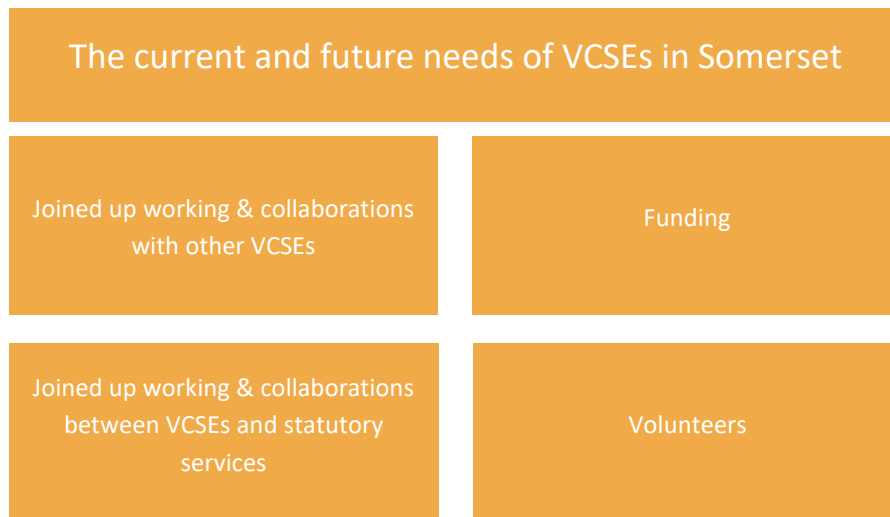 The current and future needs of VCSEs in Somerset
Joined up working & collaborations
with other VCSEs
Funding
Joined up working & collaborations
between VCSEs and statutory
services
Volunteers